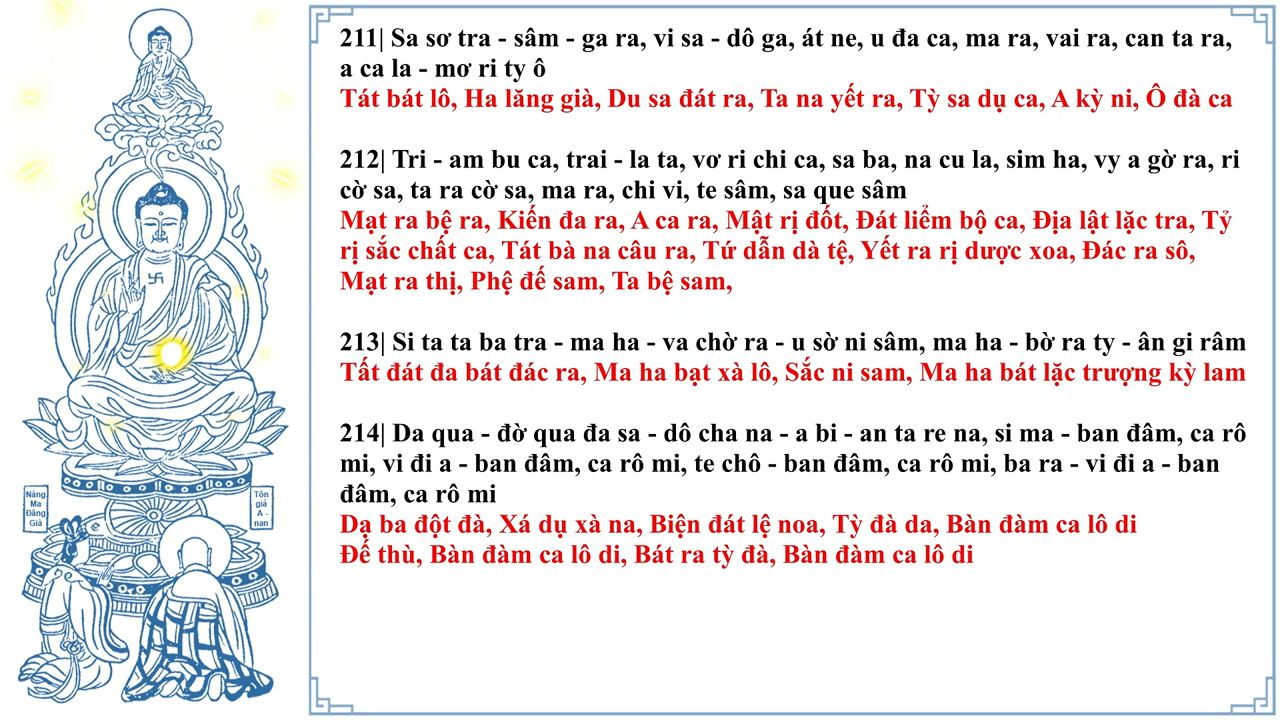 211| Sa sơ tra - sâm - ga ra, vi sa - dô ga, át ne, u đa ca, ma ra, vai ra, can ta ra,
a ca la - mơ ri ty ô
Tát bát lô, Ha lăng già, Du sa đát ra, Ta na yết ra, Tỳ sa dụ ca, A kỳ ni, Ô đà ca
212| Tri - am bu ca, trai - la ta, vơ ri chi ca, sa ba, na cu la, sim ha, vy a gờ ra, ri
cờ sa, ta ra cờ sa, ma ra, chi vi, te sâm, sa que sâm
Mạt ra bệ ra, Kiến đa ra, A ca ra, Mật rị đốt, Đát liểm bộ ca, Địa lật lặc tra, Tỷ
rị sắc chất ca, Tát bà na câu ra, Tứ dẫn dà tệ, Yết ra rị dược xoa, Đác ra sô,
Mạt ra thị, Phệ đế sam, Ta bệ sam,
213| Si ta ta ba tra - ma ha - va chờ ra - u sờ ni sâm, ma ha - bờ ra ty - ân gi râm
Tất đát đa bát đác ra, Ma ha bạt xà lô, Sắc ni sam, Ma ha bát lặc trượng kỳ lam
214| Da qua - đờ qua đa sa - dô cha na - a bi - an ta re na, si ma - ban đâm, ca rô
mi, vi đi a - ban đâm, ca rô mi, te chô - ban đâm, ca rô mi, ba ra - vi đi a - ban
đâm, ca rô mi
Dạ ba đột đà, Xá dụ xà na, Biện đát lệ noa, Tỳ đà da, Bàn đàm ca lô di
Đế thù, Bàn đàm ca lô di, Bát ra tỳ đà, Bàn đàm ca lô di
Nàng
Ma
Đăng
Già
Tôn
giả
A -
nan